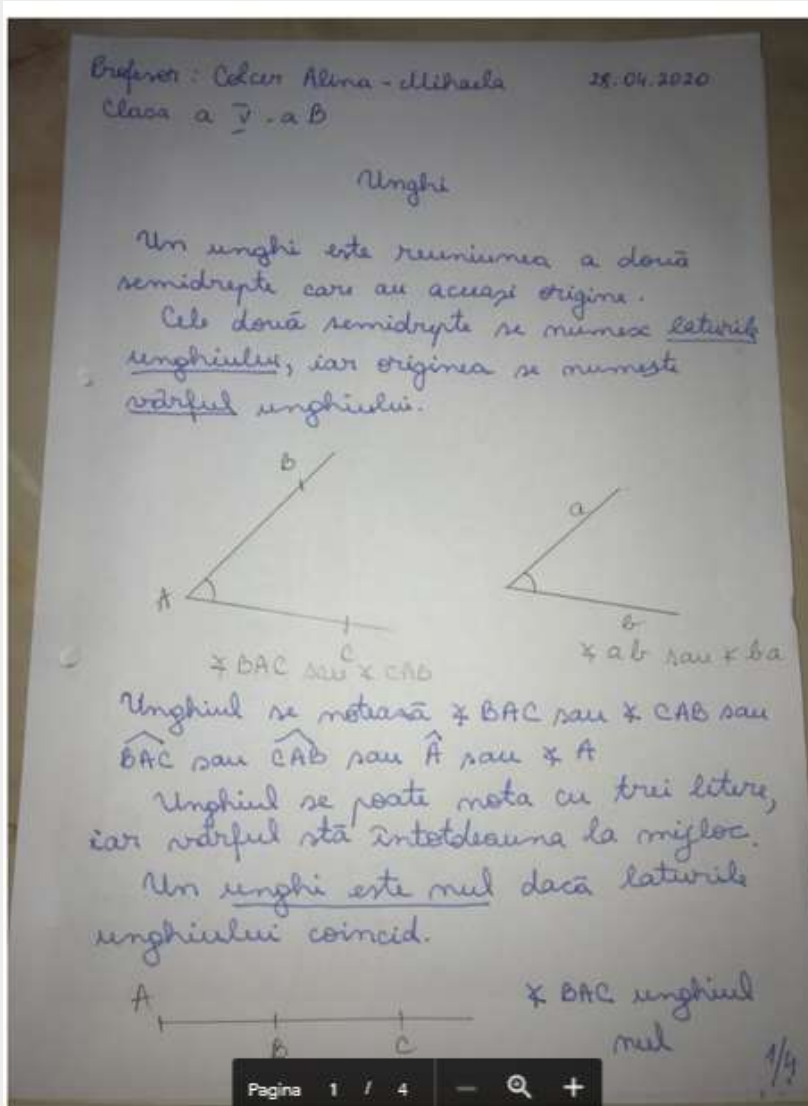 Profesor: Colcer Alina-Mihaela 28.04.2020
Clasa a V-a B
Unghi
Un unghi este reuniunea a două
semidrepte care au aceeași origine.
Cele două semidrepte se numesc laturile
unghiului, iar originea se numește
vârful unghiului.
B
A
C
a
b
∢ BAC sau ∢ CAB
∢ ab sau ∢ ba
Unghiul se notează ∢ BAC sau ∢ CAB sau
B̂AC sau ĈAB sau Â sau ∢ A
Unghiul se poate nota cu trei litere,
iar vârful stă întotdeauna la mijloc.
Un unghi este nul dacă laturile
unghiului coincid.
A
B
C
∢ BAC unghiul
nul
1/4
Pagina 1 / 4